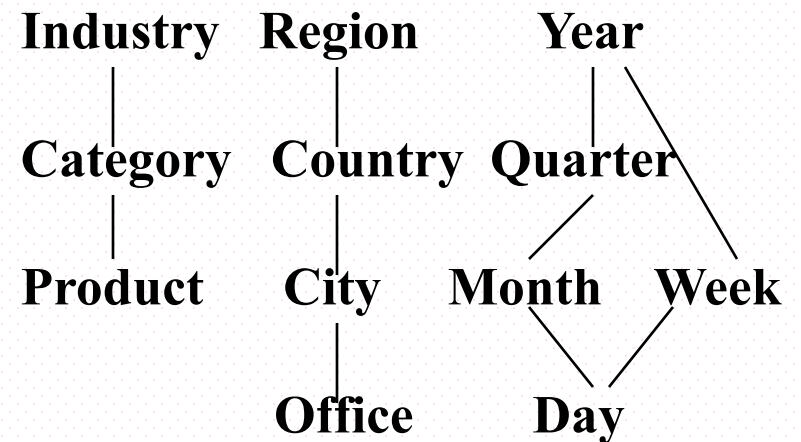 Industry Region Year
Category Country Quarter
Product City Month Week
Office Day